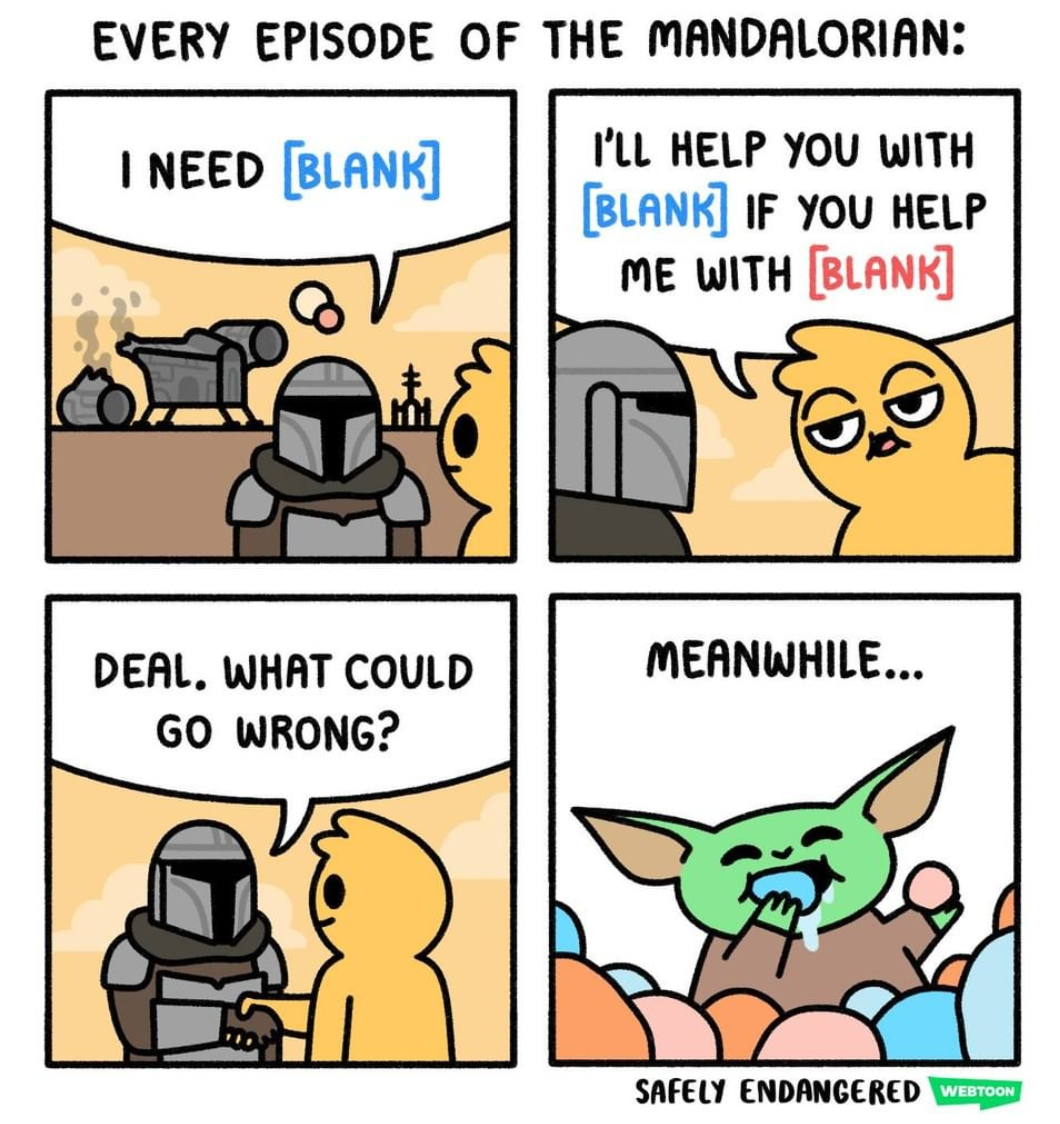 EVERY EPISODE OF THE MANDALORIAN:
I NEED [BLANK]
I'LL HELP YOU WITH
[BLANK] IF YOU HELP
ME WITH [BLANK]
DEAL. WHAT COULD
GO WRONG?
MEANWHILE...
SAFELY ENDANGERED WEBTOON